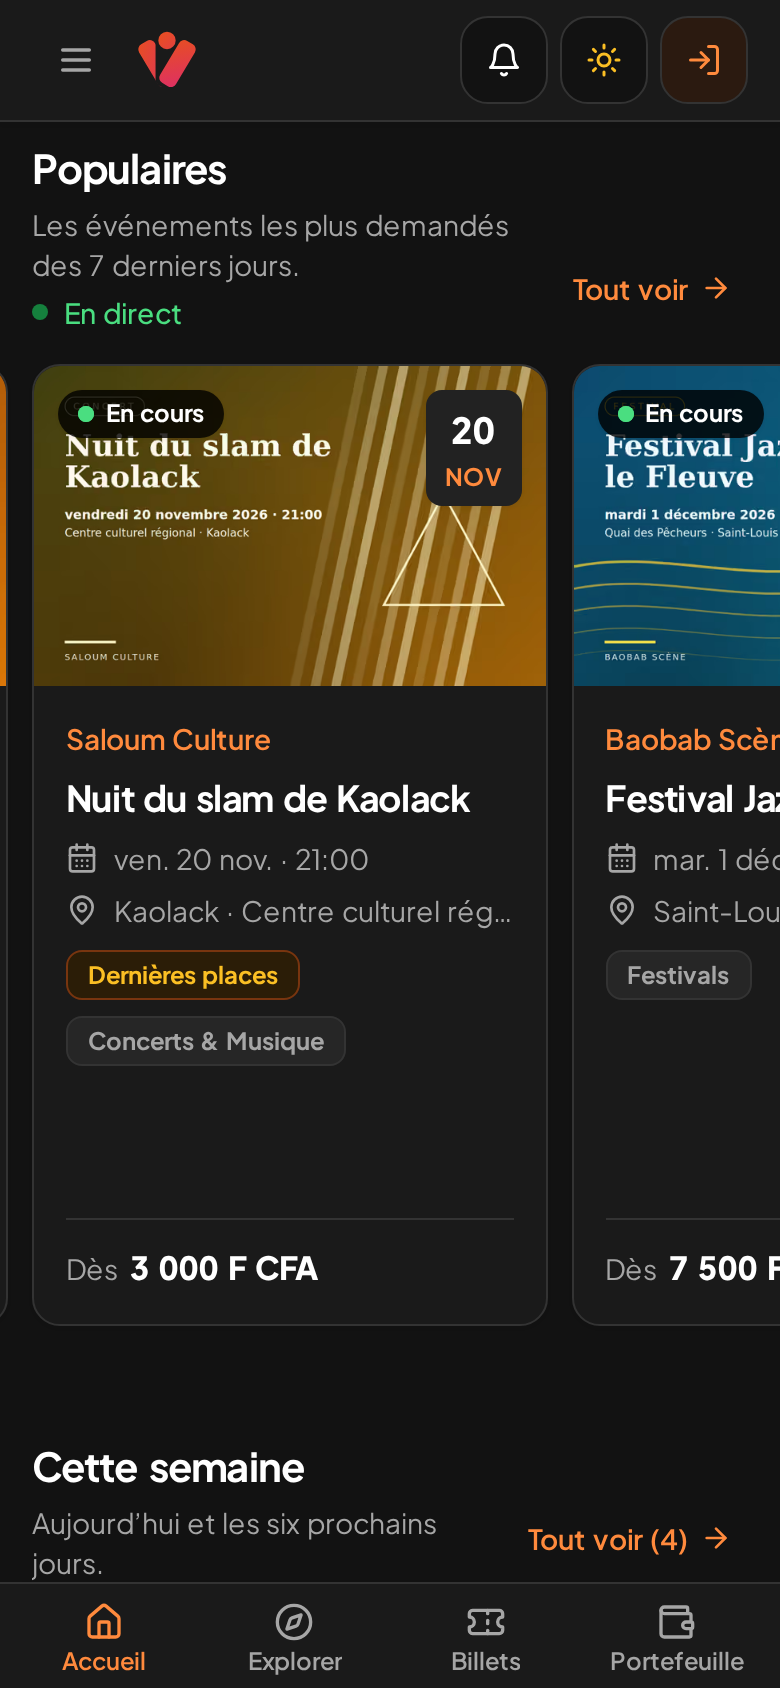 Populaires
Les événements les plus demandés
des 7 derniers jours.
En direct
Tout voir
En cours
20
NOV
Nuit du slam de
Kaolack
vendredi 20 novembre 2026 · 21:00
Centre culturel régional · Kaolack
SALOUM CULTURE
Saloum Culture
Nuit du slam de Kaolack
ven. 20 nov. · 21:00
Kaolack · Centre culturel rég...
Dernières places
Concerts & Musique
Dès 3 000 F CFA
En cours
Festival Jaz
le Fleuve
mardi 1 décembre 2026
Quai des Pêcheurs · Saint-Louis
BAOBAB SCÈNE
Baobab Scèn
Festival Jaz
mar. 1 déc
Saint-Lou
Festivals
Dès 7 500 F
Cette semaine
Aujourd’hui et les six prochains
jours.
Tout voir (4)
Accueil
Explorer
Billets
Portefeuille